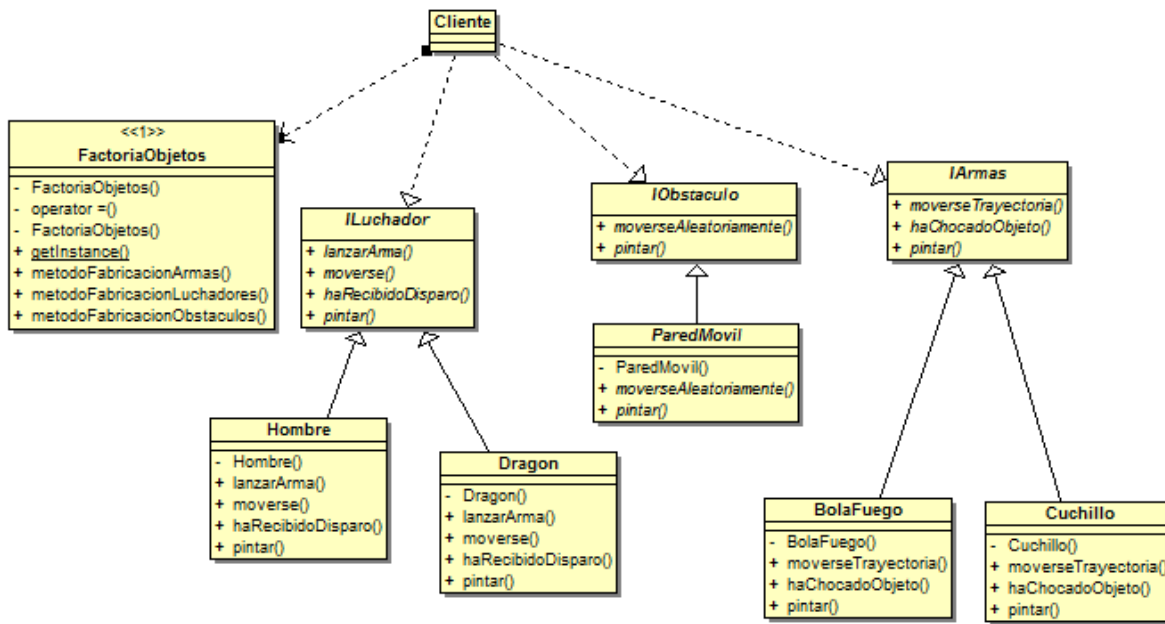 Cliente
<<1>>
FactoriaObjetos
- FactoriaObjetos()
- operator =()
- FactoriaObjetos()
+ getInstance()
+ metodoFabricacionArmas()
+ metodoFabricacionLuchadores()
+ metodoFabricacionObstaculos()
ILuchador
+ lanzarArma()
+ moverse()
+ haRecibidoDisparo()
+ pintar()
IObstaculo
+ moverseAleatoriamente()
+ pintar()
IArmas
+ moverseTrayectoria()
+ haChocadoObjeto()
+ pintar()
ParedMovil
- ParedMovil()
+ moverseAleatoriamente()
+ pintar()
Hombre
- Hombre()
+ lanzarArma()
+ moverse()
+ haRecibidoDisparo()
+ pintar()
Dragon
- Dragon()
+ lanzarArma()
+ moverse()
+ haRecibidoDisparo()
+ pintar()
BolaFuego
- BolaFuego()
+ moverseTrayectoria()
+ haChocadoObjeto()
+ pintar()
Cuchillo
- Cuchillo()
+ moverseTrayectoria()
+ haChocadoObjeto()
+ pintar()